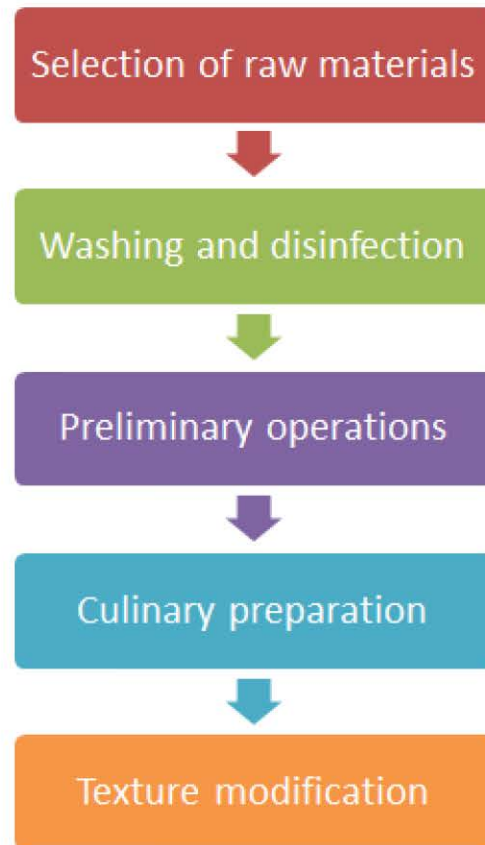 Selection of raw materials
Washing and disinfection
Preliminary operations
Culinary preparation
Texture modification